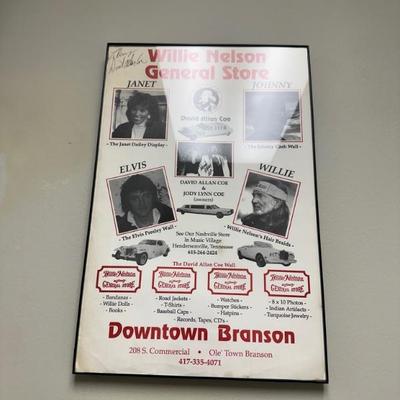 Willie Nelson
General Store
JANET
JOHNNY
David Allan Coe
- The Janet Dailey Display -
- The Johnny Cash Wall -
ELVIS
WILLIE
DAVID ALLAN COE
&
JODY LYNN COE
(owners)
- The Elvis Presley Wall -
- Willie Nelson's Hair Braids -
See Our Nashville Store
In Music Village
Hendersonville, Tennessee
615-264-2424
The David Allan Coe Wall
Willie Nelson GENERAL STORE
Willie Nelson GENERAL STORE
Willie Nelson GENERAL STORE
Willie Nelson GENERAL STORE
- Bandanas -
- Willie Dolls -
- Books -
- Road Jackets -
- T-Shirts -
- Baseball Caps -
- Records, Tapes, CD's -
- Watches -
- Bumper Stickers -
- Hatpins -
- 8 x 10 Photos -
- Indian Artifacts -
- Turquoise Jewelry -
Downtown Branson
208 S. Commercial • Ole' Town Branson
417-335-4071